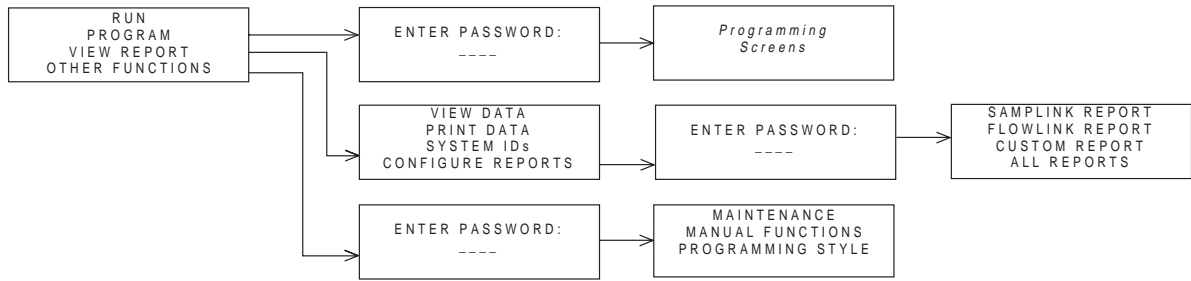 RUN
PROGRAM
VIEW REPORT
OTHER FUNCTIONS
ENTER PASSWORD:
____
Programming
Screens
VIEW DATA
PRINT DATA
SYSTEM IDs
CONFIGURE REPORTS
ENTER PASSWORD:
____
SAMPLINK REPORT
FLOWLINK REPORT
CUSTOM REPORT
ALL REPORTS
ENTER PASSWORD:
____
MAINTENANCE
MANUAL FUNCTIONS
PROGRAMMING STYLE